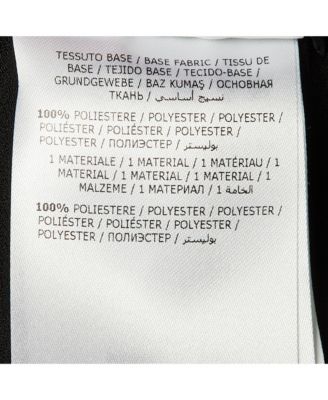 TESSUTO BASE / BASE FABRIC / TISSU DE
BASE / TEJIDO BASE / TECIDO-BASE /
GRUNDGEWEBE / BAZ KUMAŞ / ОСНОВНАЯ
ТКАНЬ / نسيج أساسي /
100% POLIESTERE / POLYESTER / POLYESTER /
POLIÉSTER / POLIÉSTER / POLYESTER /
POLYESTER / ПОЛИЭСТЕР / بوليستر /
1 MATERIALE / 1 MATERIAL / 1 MATÉRIAU / 1
MATERIAL / 1 MATERIAL / 1 MATERIAL / 1
MALZEME / 1 МАТЕРИАЛ / الخامة 1 /
100% POLIESTERE / POLYESTER / POLYESTER /
POLIÉSTER / POLIÉSTER / POLYESTER /
POLYESTER / ПОЛИЭСТЕР / بوليستر /